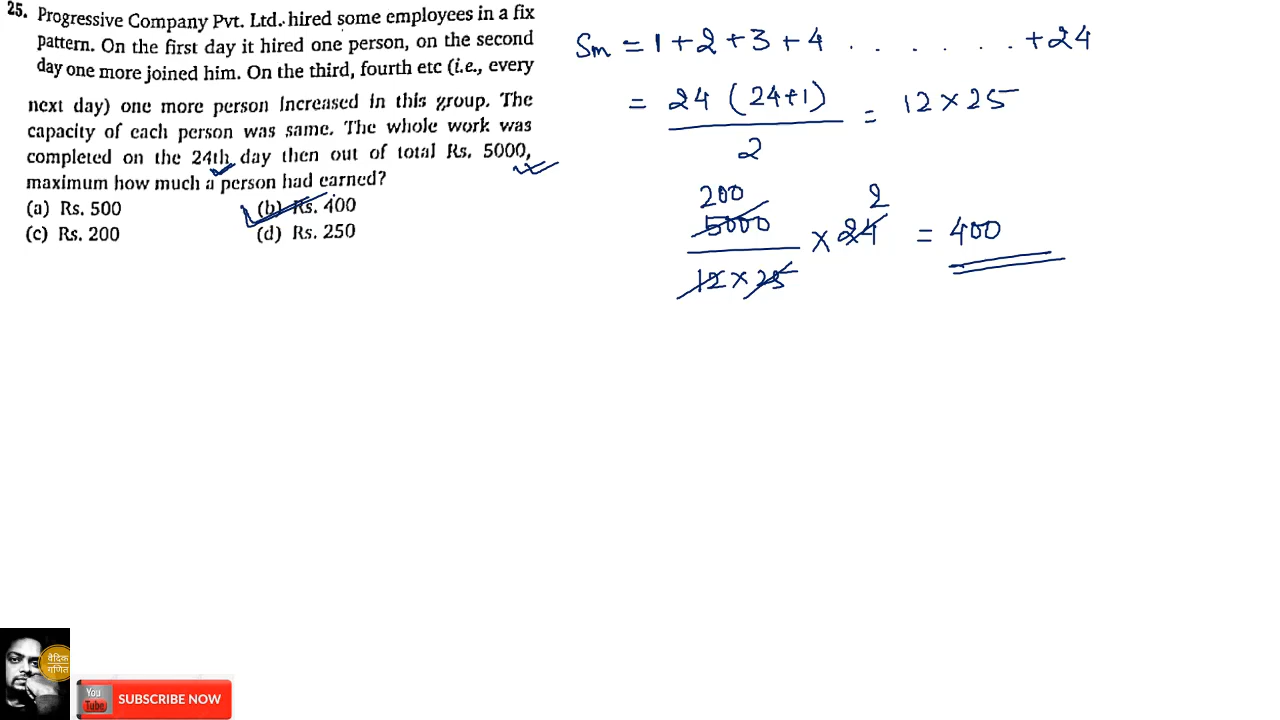 25. Progressive Company Pvt. Ltd. hired some employees in a fix
pattern. On the first day it hired one person, on the second
day one more joined him. On the third, fourth etc (i.e., every
next day) one more person increased in this group. The
capacity of each person was same. The whole work was
completed on the 24th day then out of total Rs. 5000,
maximum how much a person had earned?
(a) Rs. 500 (b) Rs. 400
(c) Rs. 200 (d) Rs. 250
Sm = 1 + 2 + 3 + 4 . . . . . . +24
= 24 (24+1) / 2 = 12 × 25
200 2
5000 / 12 × 25 × 24 = 400
वैदिक
गणित
You
Tube
SUBSCRIBE NOW